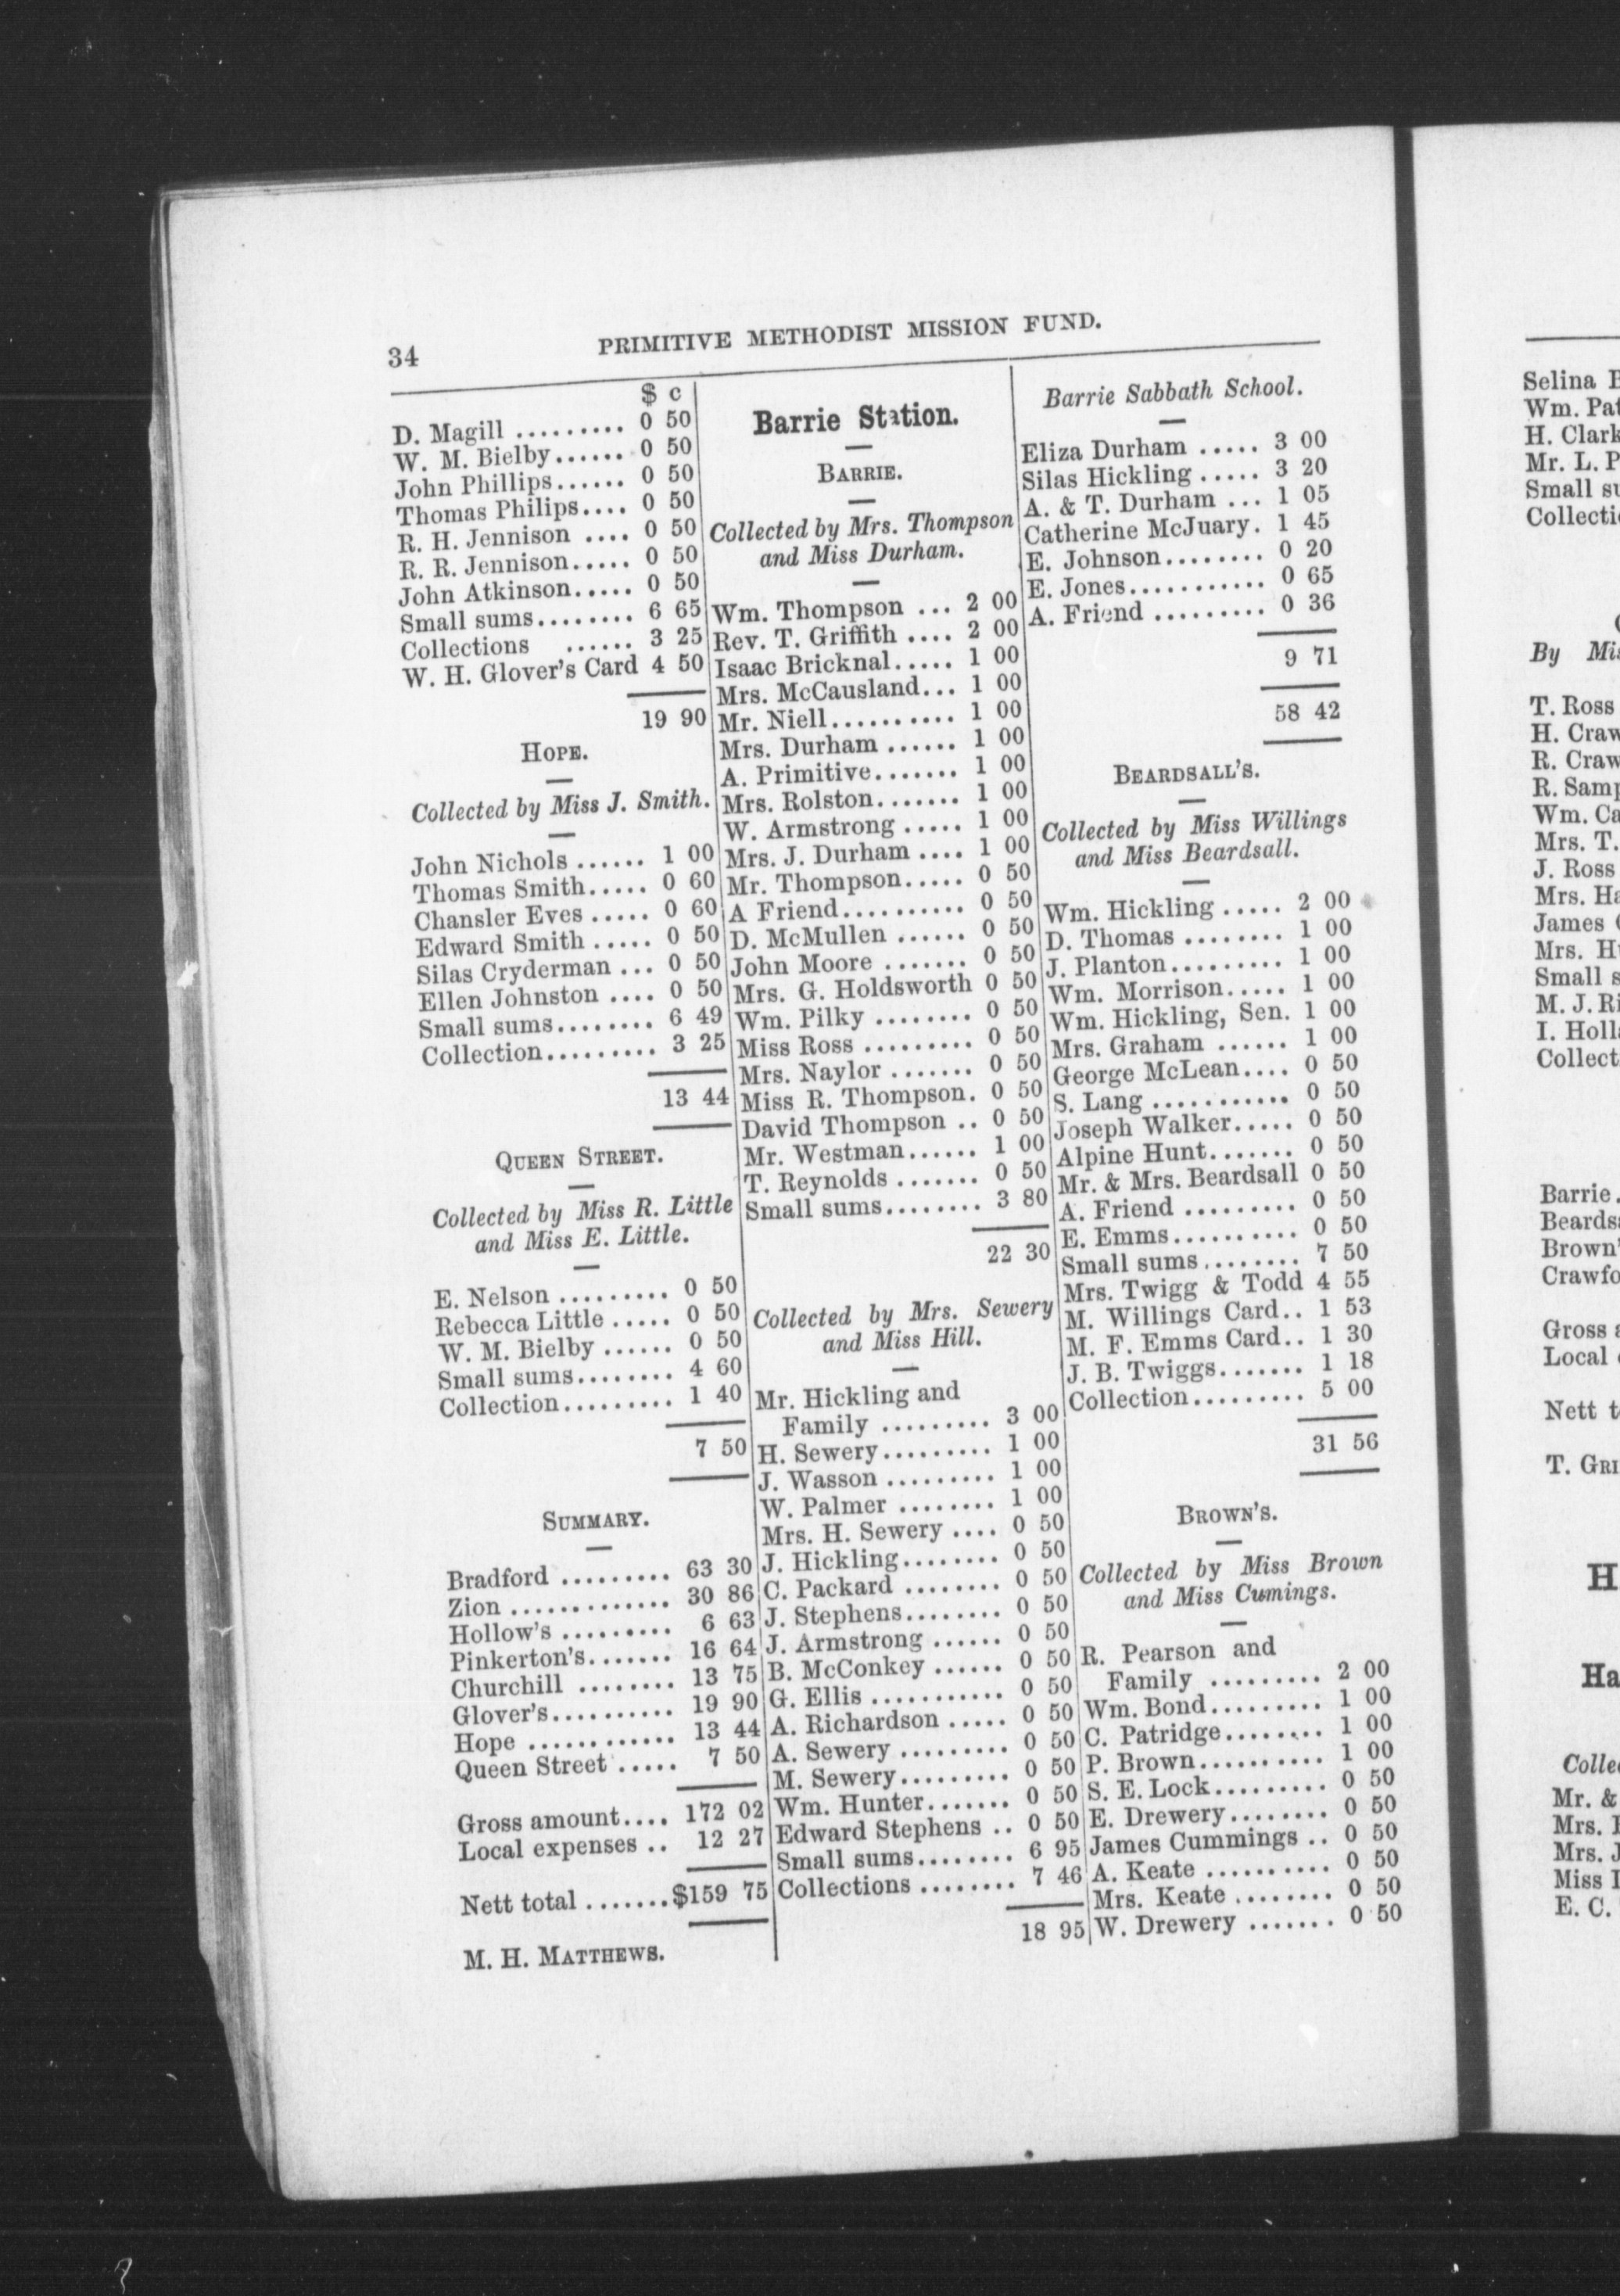 34
PRIMITIVE METHODIST MISSION FUND.
$ c
D. Magill ......... 0 50
W. M. Bielby...... 0 50
John Phillips...... 0 50
Thomas Philips.... 0 50
R. H. Jennison .... 0 50
R. R. Jennison..... 0 50
John Atkinson..... 0 50
Small sums........ 6 65
Collections ...... 3 25
W. H. Glover's Card 4 50
19 90
HOPE.
Collected by Miss J. Smith.
John Nichols ...... 1 00
Thomas Smith..... 0 60
Chansler Eves ..... 0 60
Edward Smith ..... 0 50
Silas Cryderman ... 0 50
Ellen Johnston .... 0 50
Small sums........ 6 49
Collection......... 3 25
13 44
QUEEN STREET.
Collected by Miss R. Little
and Miss E. Little.
E. Nelson ......... 0 50
Rebecca Little ..... 0 50
W. M. Bielby ...... 0 50
Small sums........ 4 60
Collection......... 1 40
7 50
SUMMARY.
Bradford ......... 63 30
Zion ............. 30 86
Hollow's ......... 6 63
Pinkerton's....... 16 64
Churchill ........ 13 75
Glover's.......... 19 90
Hope ............ 13 44
Queen Street ..... 7 50
Gross amount.... 172 02
Local expenses .. 12 27
Nett total .......$159 75
M. H. MATTHEWS.
Barrie Station.
BARRIE.
Collected by Mrs. Thompson
and Miss Durham.
Wm. Thompson ... 2 00
Rev. T. Griffith .... 2 00
Isaac Bricknal..... 1 00
Mrs. McCausland... 1 00
Mr. Niell.......... 1 00
Mrs. Durham ...... 1 00
A. Primitive....... 1 00
Mrs. Rolston....... 1 00
W. Armstrong ..... 1 00
Mrs. J. Durham .... 1 00
Mr. Thompson..... 0 50
A Friend.......... 0 50
D. McMullen ...... 0 50
John Moore ....... 0 50
Mrs. G. Holdsworth 0 50
Wm. Pilky ........ 0 50
Miss Ross ......... 0 50
Mrs. Naylor ....... 0 50
Miss R. Thompson. 0 50
David Thompson .. 0 50
Mr. Westman...... 1 00
T. Reynolds ....... 0 50
Small sums........ 3 80
22 30
Collected by Mrs. Sewery
and Miss Hill.
Mr. Hickling and
Family ......... 3 00
H. Sewery......... 1 00
J. Wasson ......... 1 00
W. Palmer ........ 1 00
Mrs. H. Sewery .... 0 50
J. Hickling........ 0 50
C. Packard ........ 0 50
J. Stephens........ 0 50
J. Armstrong ...... 0 50
B. McConkey ...... 0 50
G. Ellis ........... 0 50
A. Richardson ..... 0 50
A. Sewery ......... 0 50
M. Sewery......... 0 50
Wm. Hunter....... 0 50
Edward Stephens .. 0 50
Small sums........ 6 95
Collections ........ 7 46
18 95
Barrie Sabbath School.
Eliza Durham ..... 3 00
Silas Hickling ..... 3 20
A. & T. Durham ... 1 05
Catherine McJuary. 1 45
E. Johnson........ 0 20
E. Jones........... 0 65
A. Friend ......... 0 36
9 71
58 42
BEARDSALL'S.
Collected by Miss Willings
and Miss Beardsall.
Wm. Hickling ..... 2 00
D. Thomas ........ 1 00
J. Planton......... 1 00
Wm. Morrison..... 1 00
Wm. Hickling, Sen. 1 00
Mrs. Graham ...... 1 00
George McLean.... 0 50
S. Lang ........... 0 50
Joseph Walker..... 0 50
Alpine Hunt....... 0 50
Mr. & Mrs. Beardsall 0 50
A. Friend ......... 0 50
E. Emms.......... 0 50
Small sums ........ 7 50
Mrs. Twigg & Todd 4 55
M. Willings Card.. 1 53
M. F. Emms Card.. 1 30
J. B. Twiggs....... 1 18
Collection......... 5 00
31 56
BROWN'S.
Collected by Miss Brown
and Miss Cumings.
R. Pearson and
Family ......... 2 00
Wm. Bond......... 1 00
C. Patridge........ 1 00
P. Brown.......... 1 00
S. E. Lock......... 0 50
E. Drewery........ 0 50
James Cummings .. 0 50
A. Keate .......... 0 50
Mrs. Keate ........ 0 50
W. Drewery ....... 0 50
Selina
Wm.
H. Clark
Mr. L.
Small
T. Ross
H.
R.
R.
Wm.
Mrs. T.
J. Ross
Mrs.
James
Mrs.
Small
M. J.
I.
Barrie.
Gross
Local
Nett
T.
Mr. &
Mrs.
Mrs.
Miss
E. C.